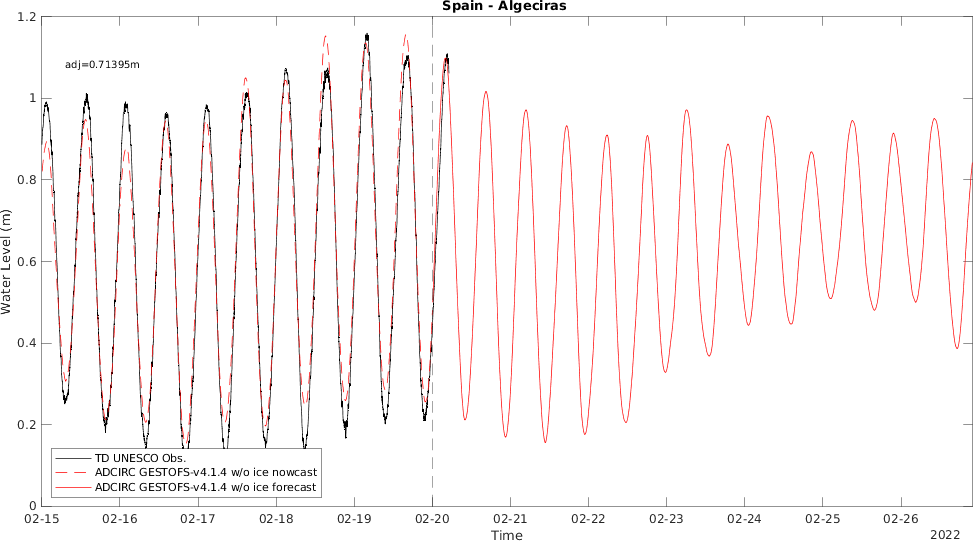 Spain - Algeciras
1.2
adj=0.71395m
1
0.8
0.6
0.4
0.2
0
Water Level (m)
TD UNESCO Obs.
ADCIRC GESTOFS-v4.1.4 w/o ice nowcast
ADCIRC GESTOFS-v4.1.4 w/o ice forecast
02-15 02-16 02-17 02-18 02-19 02-20 02-21 02-22 02-23 02-24 02-25 02-26
Time
2022